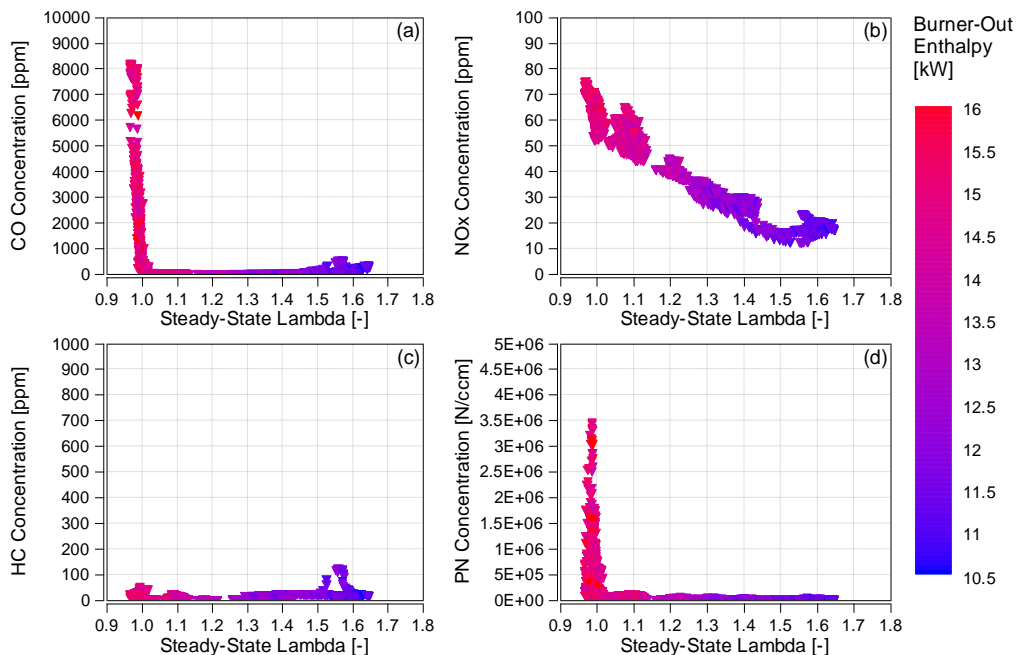 (a)
CO Concentration [ppm]
10000
9000
8000
7000
6000
5000
4000
3000
2000
1000
0
0.9 1.0 1.1 1.2 1.3 1.4 1.5 1.6 1.7 1.8
Steady-State Lambda [-]
(b)
NOx Concentration [ppm]
100
90
80
70
60
50
40
30
20
10
0
0.9 1.0 1.1 1.2 1.3 1.4 1.5 1.6 1.7 1.8
Steady-State Lambda [-]
Burner-Out
Enthalpy
[kW]
16
15.5
15
14.5
14
13.5
13
12.5
12
11.5
11
10.5
(c)
HC Concentration [ppm]
1000
900
800
700
600
500
400
300
200
100
0
0.9 1.0 1.1 1.2 1.3 1.4 1.5 1.6 1.7 1.8
Steady-State Lambda [-]
(d)
PN Concentration [N/ccm]
5E+06
4.5E+06
4E+06
3.5E+06
3E+06
2.5E+06
2E+06
1.5E+06
1E+06
5E+05
0E+00
0.9 1.0 1.1 1.2 1.3 1.4 1.5 1.6 1.7 1.8
Steady-State Lambda [-]